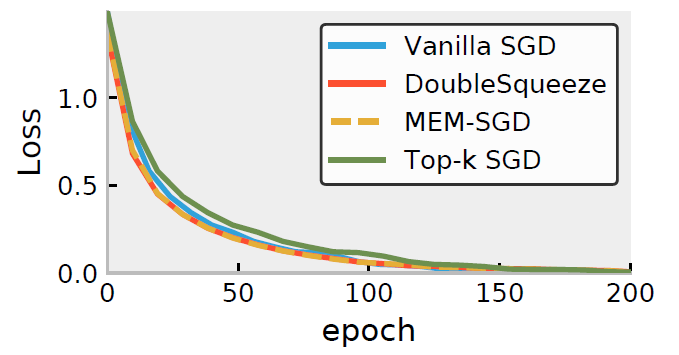 Vanilla SGD
DoubleSqueeze
MEM-SGD
Top-k SGD
Loss
1.0
0.5
0.0
0 50 100 150 200
epoch